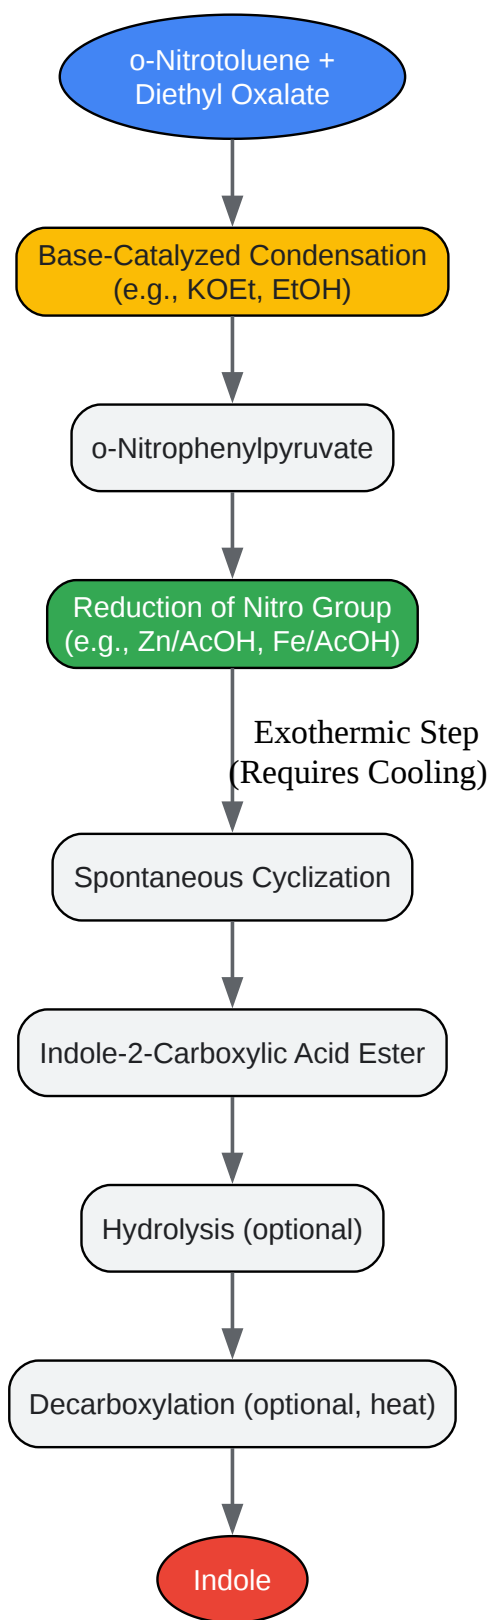 o-Nitrotoluene +
Diethyl Oxalate
Base-Catalyzed Condensation
(e.g., KOEt, EtOH)
o-Nitrophenylpyruvate
Reduction of Nitro Group
(e.g., Zn/AcOH, Fe/AcOH)
Exothermic Step
(Requires Cooling)
Spontaneous Cyclization
Indole-2-Carboxylic Acid Ester
Hydrolysis (optional)
Decarboxylation (optional, heat)
Indole